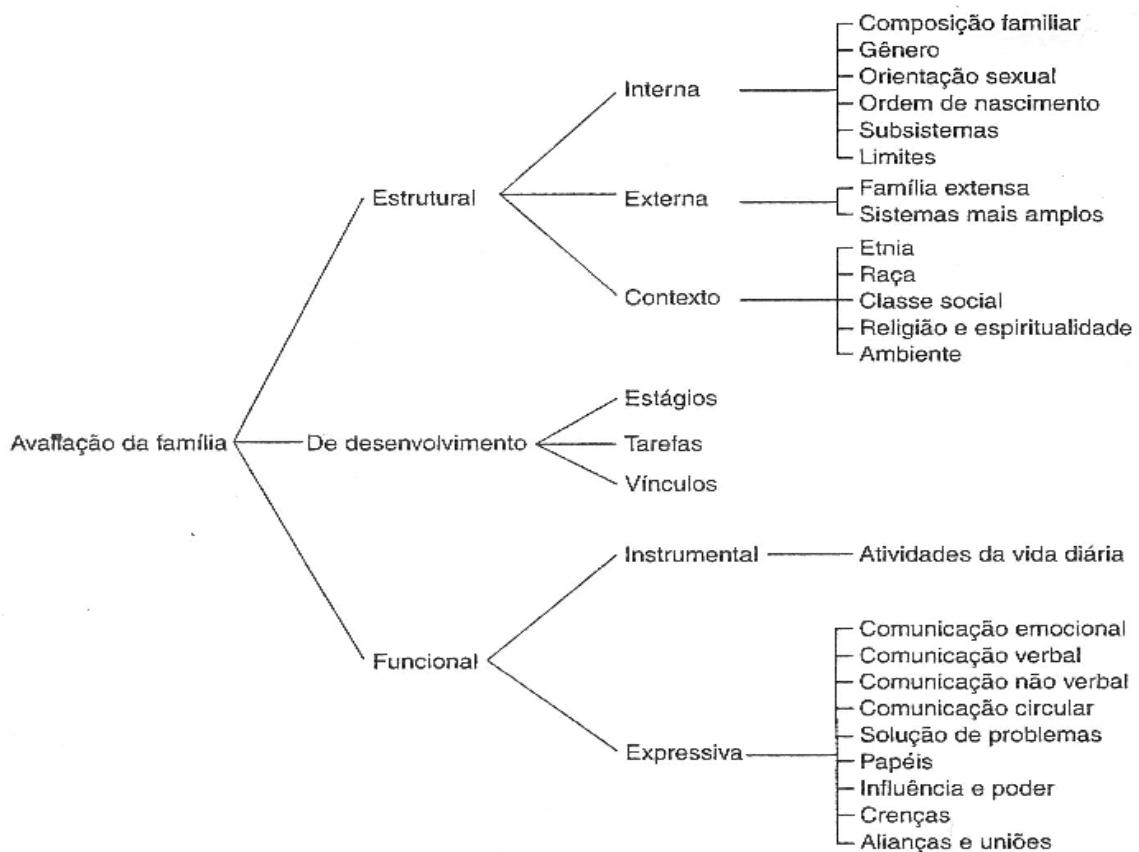 Composição familiar
Gênero
Interna
Orientação sexual
Ordem de nascimento
Subsistemas
Limites
Estrutural
Externa
Família extensa
Sistemas mais amplos
Contexto
Etnia
Raça
Classe social
Religião e espiritualidade
Ambiente
Avaliação da família
De desenvolvimento
Estágios
Tarefas
Vínculos
Funcional
Instrumental
Atividades da vida diária
Expressiva
Comunicação emocional
Comunicação verbal
Comunicação não verbal
Comunicação circular
Solução de problemas
Papéis
Influência e poder
Crenças
Alianças e uniões